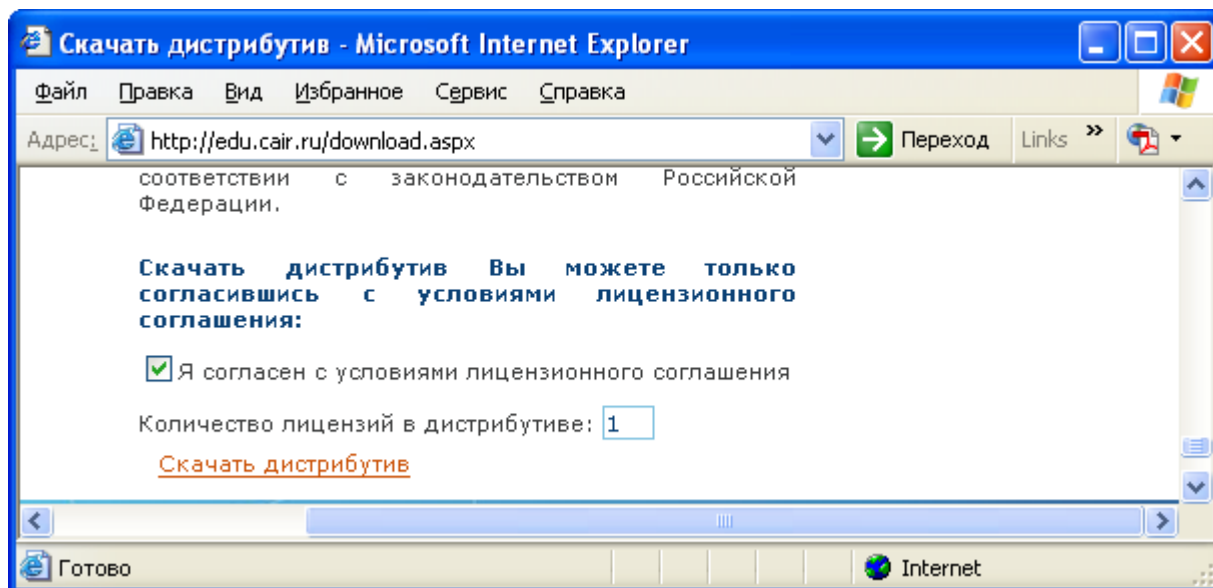 Скачать дистрибутив - Microsoft Internet Explorer
Файл Правка Вид Избранное Сервис Справка
Адрес: http://edu.cair.ru/download.aspx Переход Links »
соответствии с законодательством Российской
Федерации.
Скачать дистрибутив Вы можете только
согласившись с условиями лицензионного
соглашения:
Я согласен с условиями лицензионного соглашения
Количество лицензий в дистрибутиве: 1
Скачать дистрибутив
Готово Internet